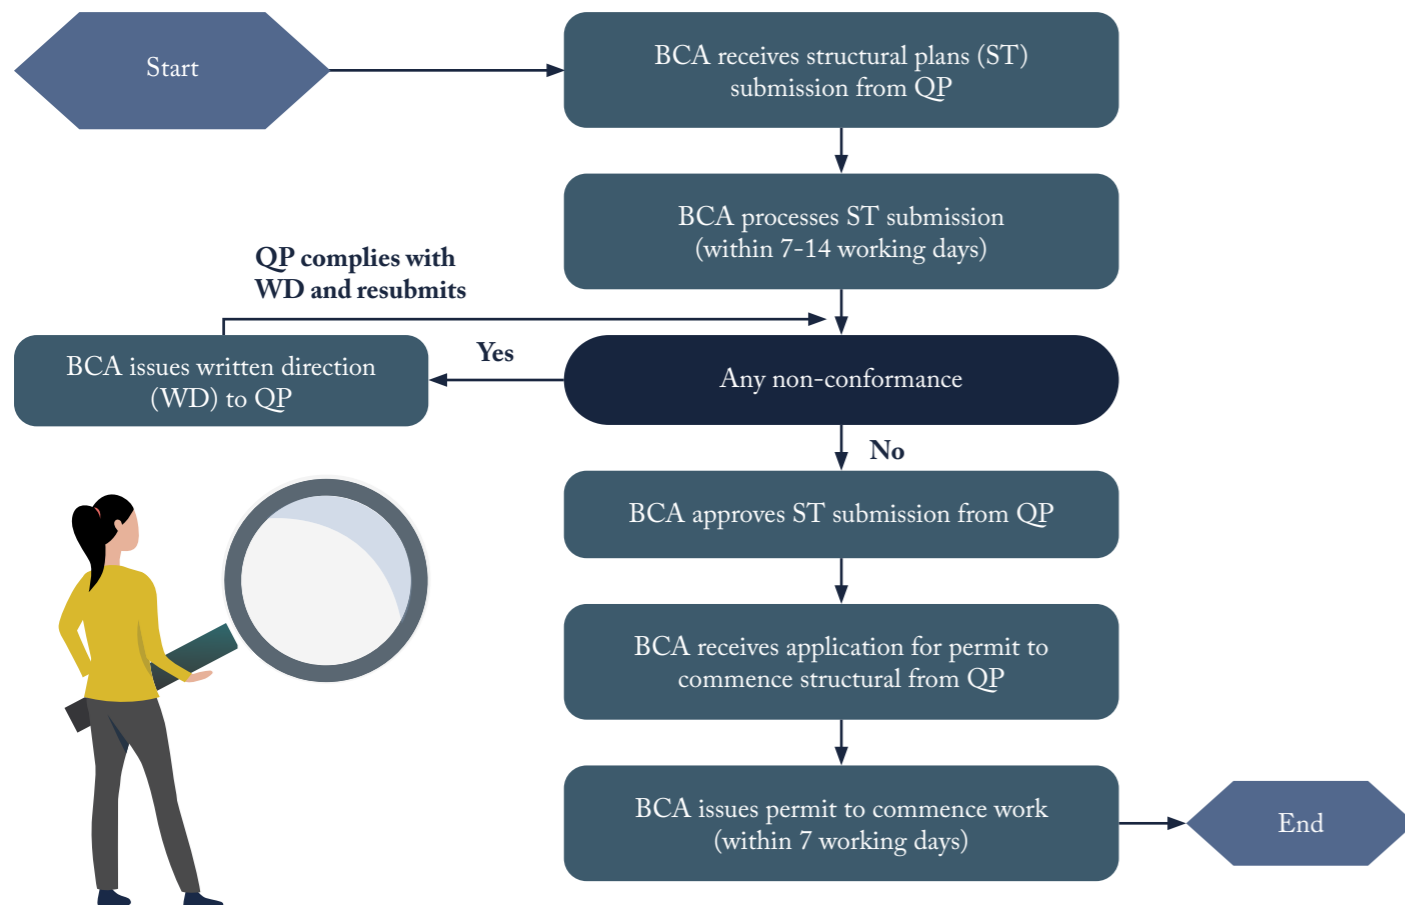 Start
BCA receives structural plans (ST)
submission from QP
BCA processes ST submission
(within 7-14 working days)
QP complies with
WD and resubmits
BCA issues written direction
(WD) to QP
Yes
Any non-conformance
No
BCA approves ST submission from QP
BCA receives application for permit to
commence structural from QP
BCA issues permit to commence work
(within 7 working days)
End